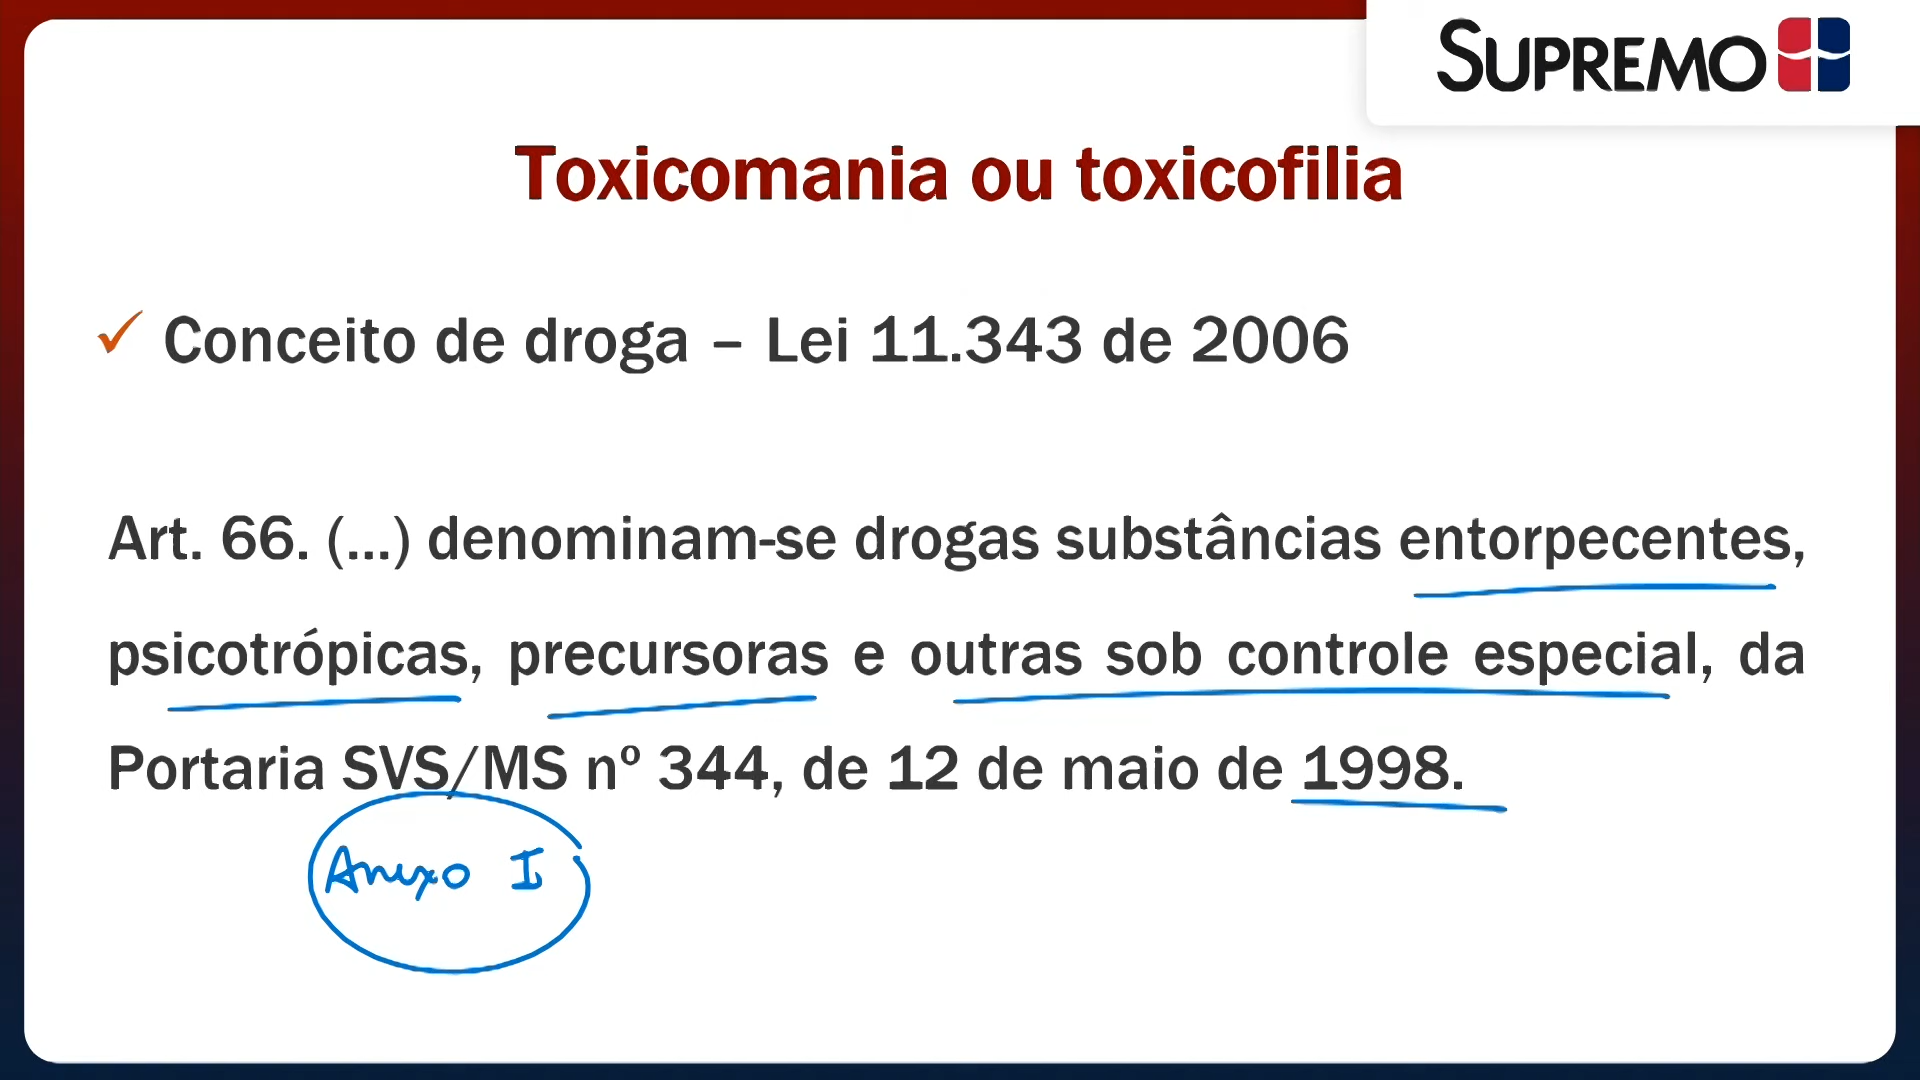 SUPREMO
Toxicomania ou toxicofilia
✓ Conceito de droga – Lei 11.343 de 2006
Art. 66. (...) denominam-se drogas substâncias entorpecentes,
psicotrópicas, precursoras e outras sob controle especial, da
Portaria SVS/MS nº 344, de 12 de maio de 1998.
Anexo I